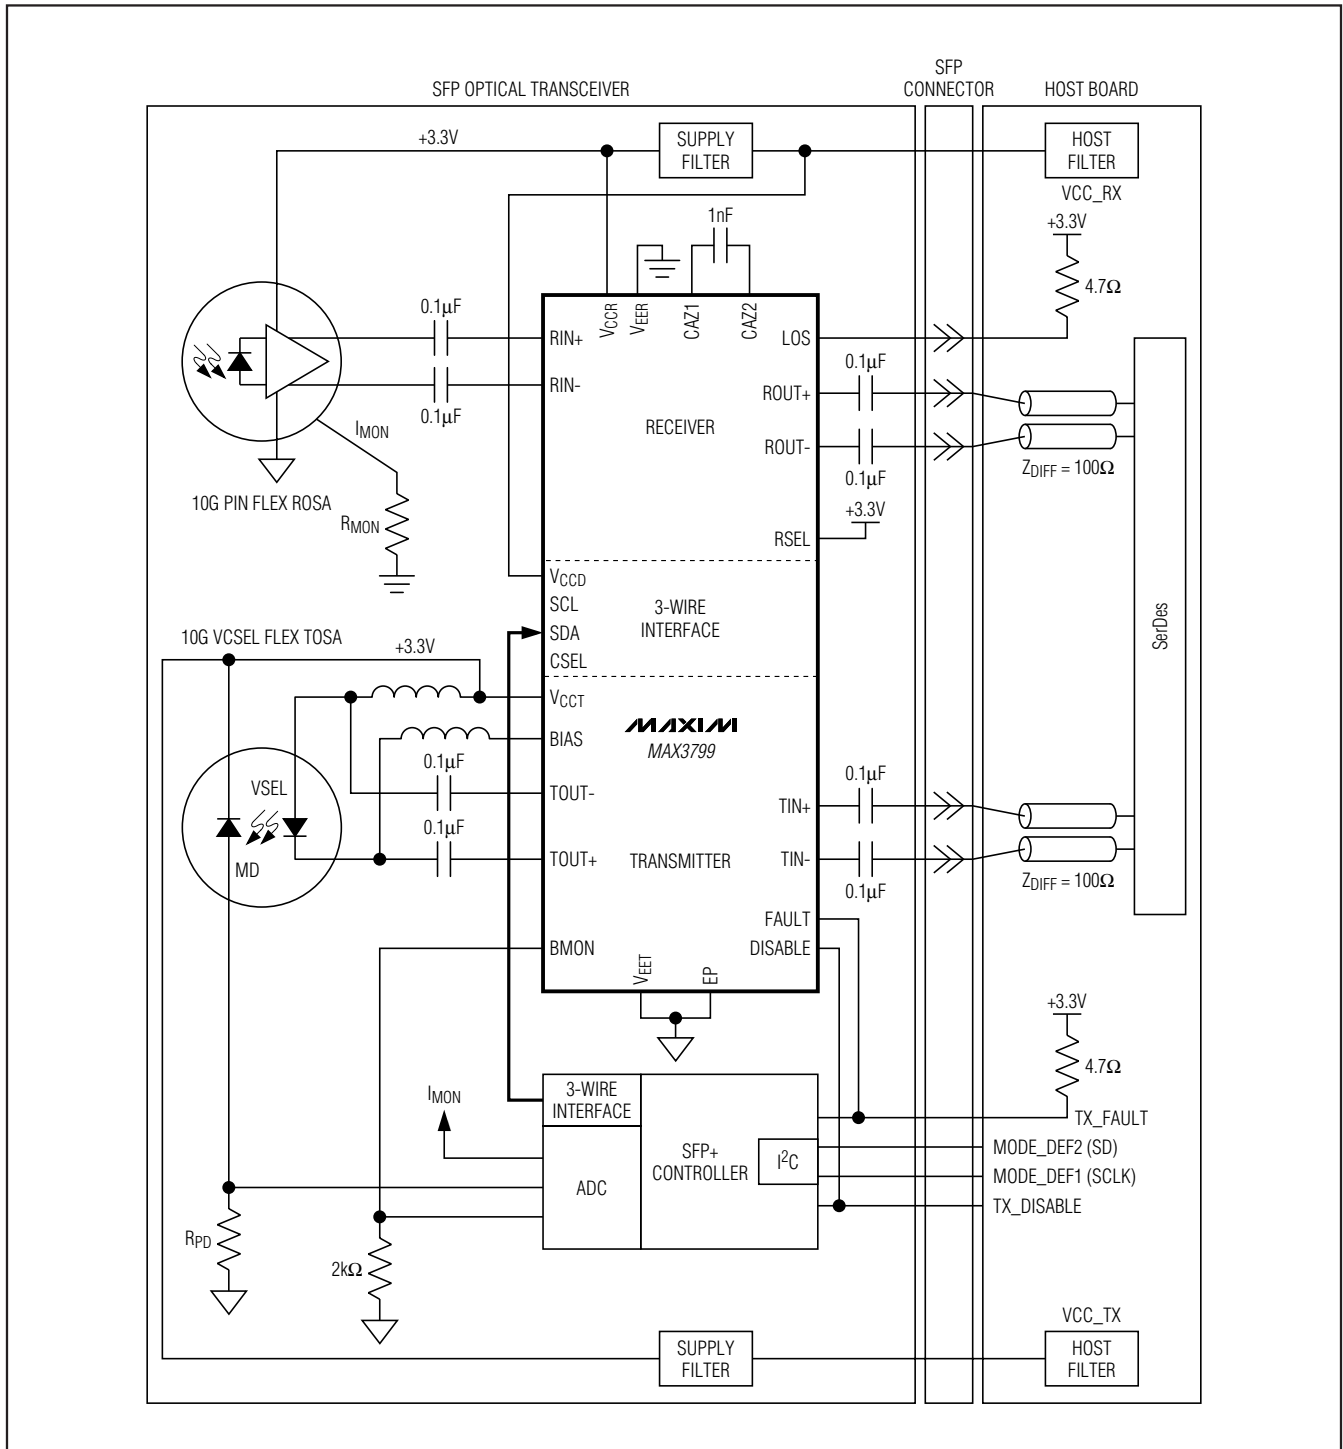 SFP OPTICAL TRANSCEIVER
SFP
CONNECTOR
HOST BOARD
+3.3V
SUPPLY
FILTER
HOST
FILTER
VCC_RX
+3.3V
4.7Ω
1nF
VCCR
VEER
CAZ1
CAZ2
0.1µF
0.1µF
RIN+
RIN-
LOS
ROUT+
ROUT-
0.1µF
0.1µF
ZDIFF = 100Ω
RECEIVER
IMON
10G PIN FLEX ROSA
RMON
+3.3V
RSEL
VCCD
SCL
SDA
CSEL
3-WIRE
INTERFACE
SerDes
10G VCSEL FLEX TOSA
+3.3V
VCCT
BIAS
MAXIM
MAX3799
0.1µF
TOUT-
0.1µF
TOUT+
VSEL
MD
TRANSMITTER
TIN+
TIN-
0.1µF
0.1µF
ZDIFF = 100Ω
FAULT
DISABLE
BMON
VEET
EP
+3.3V
4.7Ω
IMON
3-WIRE
INTERFACE
ADC
SFP+
CONTROLLER
I2C
TX_FAULT
MODE_DEF2 (SD)
MODE_DEF1 (SCLK)
TX_DISABLE
RPD
2kΩ
SUPPLY
FILTER
VCC_TX
HOST
FILTER